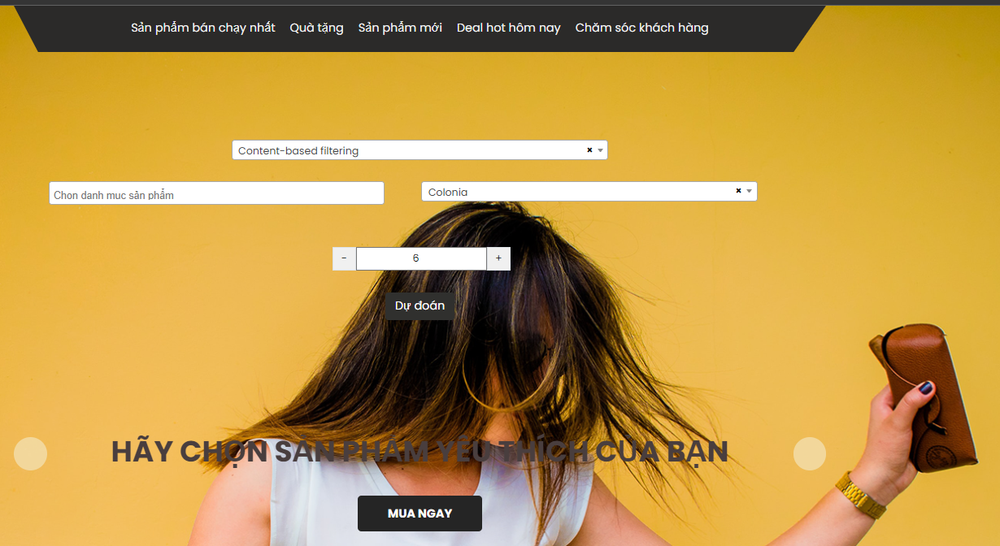 Sản phẩm bán chạy nhất Quà tặng Sản phẩm mới Deal hot hôm nay Chăm sóc khách hàng
Content-based filtering × 
Chọn danh mục sản phẩm Colonia ×
- 6 +
Dự đoán
HÃY CHỌN SẢN PHẨM YÊU THÍCH CỦA BẠN
MUA NGAY